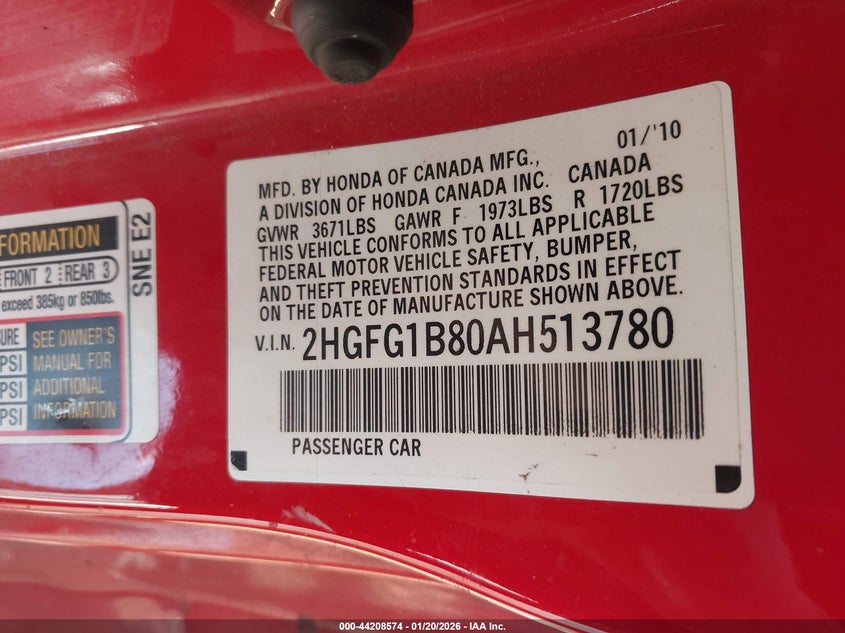 01/'10
MFD. BY HONDA OF CANADA MFG.,
A DIVISION OF HONDA CANADA INC. CANADA
GVWR 3671LBS GAWR F 1973LBS R 1720LBS
THIS VEHICLE CONFORMS TO ALL APPLICABLE
FEDERAL MOTOR VEHICLE SAFETY, BUMPER,
AND THEFT PREVENTION STANDARDS IN EFFECT
ON THE DATE OF MANUFACTURE SHOWN ABOVE.
V.I.N. 2HGFG1B80AH513780
PASSENGER CAR
FRONT 2 REAR 3
exceed 385kg or 850lbs.
SEE OWNER'S
PSI MANUAL FOR
PSI ADDITIONAL
PSI INFORMATION
SNE E2
000-44208574 - 01/20/2026 - IAA Inc.